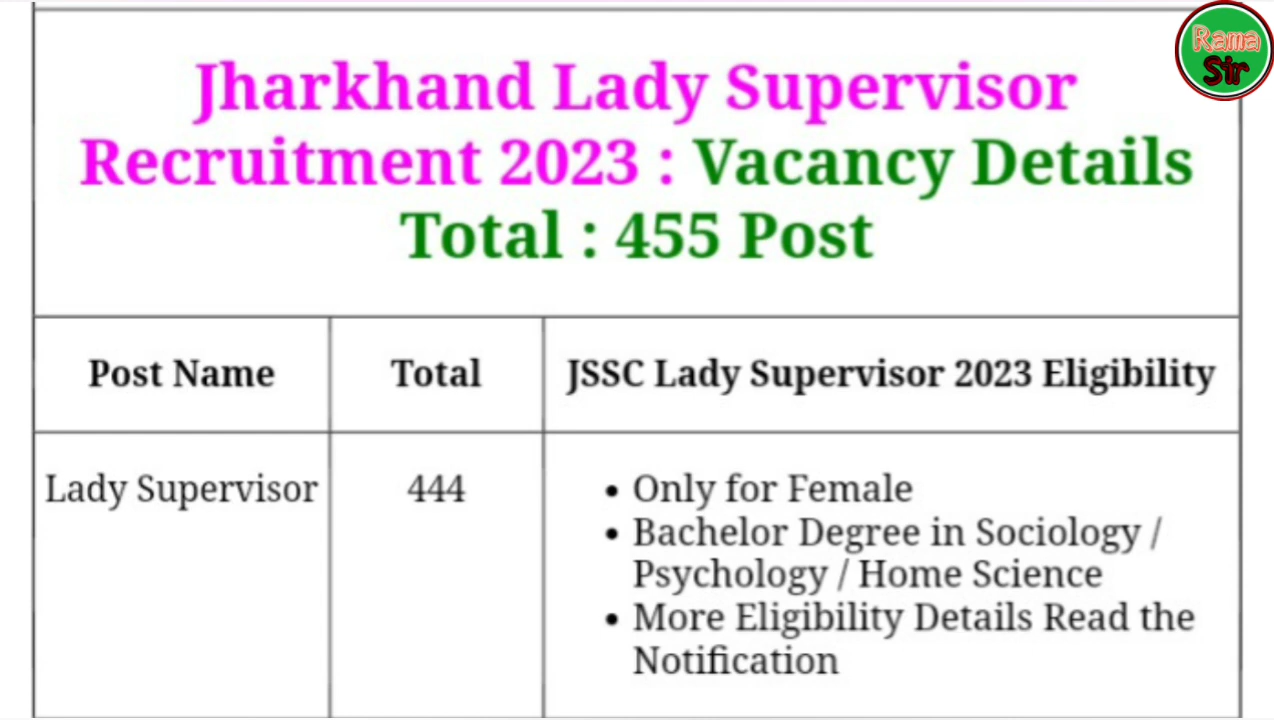 Rama
Sir
Jharkhand Lady Supervisor
Recruitment 2023 : Vacancy Details
Total : 455 Post
Post Name
Total
JSSC Lady Supervisor 2023 Eligibility
Lady Supervisor
444
• Only for Female
• Bachelor Degree in Sociology /
Psychology / Home Science
• More Eligibility Details Read the
Notification